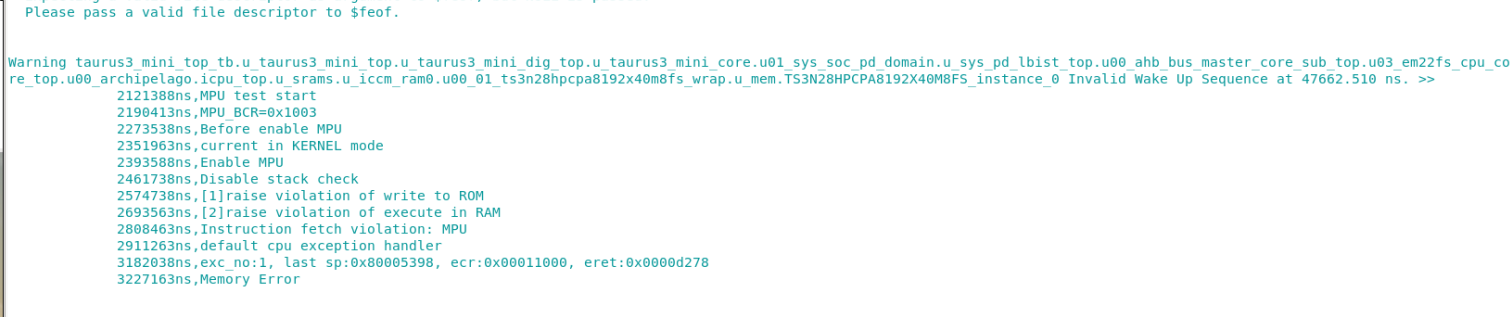 Please pass a valid file descriptor to $feof.
Warning taurus3_mini_top_tb.u_taurus3_mini_top.u_taurus3_mini_dig_top.u_taurus3_mini_core.u01_sys_soc_pd_domain.u_sys_pd_lbist_top.u00_ahb_bus_master_core_sub_top.u03_em22fs_cpu_co
re_top.u00_archipelago.icpu_top.u_srams.u_iccm_ram0.u00_01_ts3n28hpcpa8192x40m8fs_wrap.u_mem.TS3N28HPCPA8192X40M8FS_instance_0 Invalid Wake Up Sequence at 47662.510 ns. >>
2121388ns,MPU test start
2190413ns,MPU_BCR=0x1003
2273538ns,Before enable MPU
2351963ns,current in KERNEL mode
2393588ns,Enable MPU
2461738ns,Disable stack check
2574738ns,[1]raise violation of write to ROM
2693563ns,[2]raise violation of execute in RAM
2808463ns,Instruction fetch violation: MPU
2911263ns,default cpu exception handler
3182038ns,exc_no:1, last sp:0x80005398, ecr:0x00011000, eret:0x0000d278
3227163ns,Memory Error